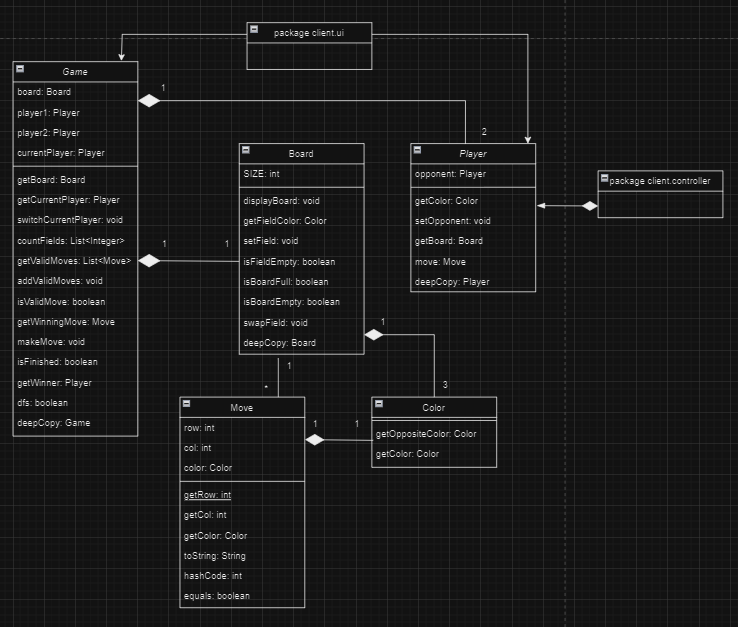 package client.ui
Game
board: Board
player1: Player
player2: Player
currentPlayer: Player
getBoard: Board
getCurrentPlayer: Player
switchCurrentPlayer: void
countFields: List<Integer>
getValidMoves: List<Move>
addValidMoves: void
isValidMove: boolean
getWinningMove: Move
makeMove: void
isFinished: boolean
getWinner: Player
dfs: boolean
deepCopy: Game
1
2
1
1
Board
SIZE: int
displayBoard: void
getFieldColor: Color
setField: void
isFieldEmpty: boolean
isBoardFull: boolean
isBoardEmpty: boolean
swapField: void
deepCopy: Board
Player
opponent: Player
getColor: Color
setOpponent: void
getBoard: Board
move: Move
deepCopy: Player
package client.controller
1
3
1
*
Move
row: int
col: int
color: Color
getRow: int
getCol: int
getColor: Color
toString: String
hashCode: int
equals: boolean
1
1
Color
getOppositeColor: Color
getColor: Color